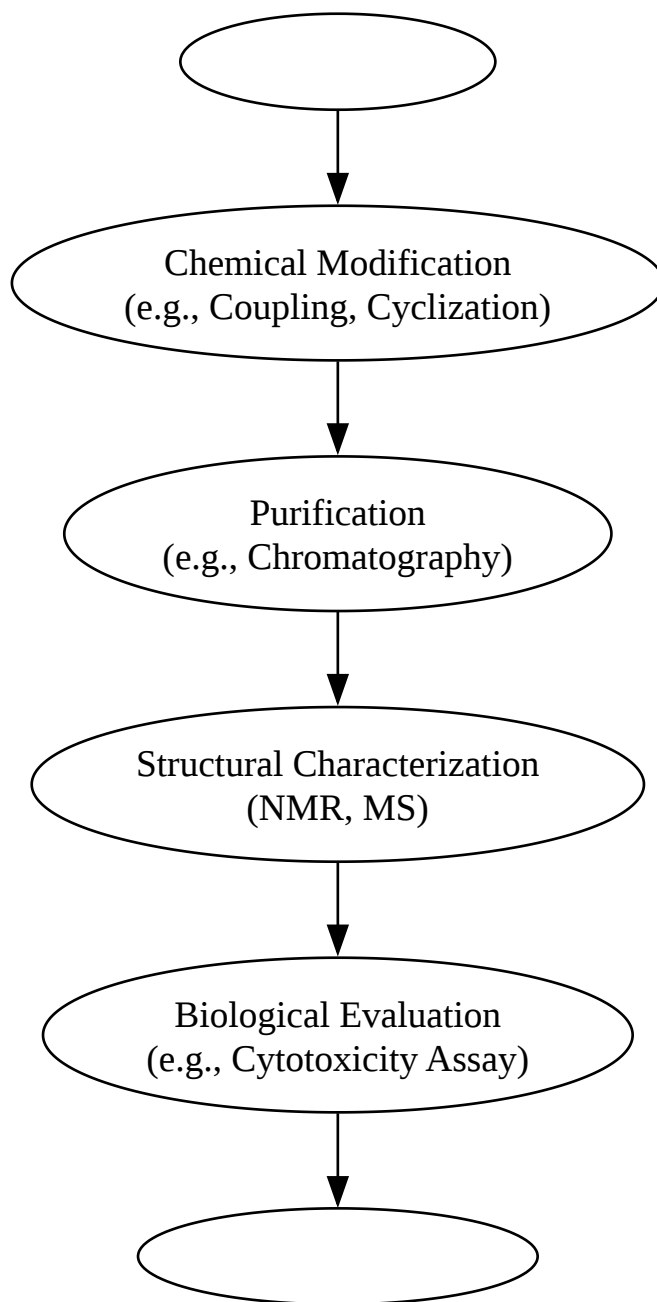 Chemical Modification
(e.g., Coupling, Cyclization)
Purification
(e.g., Chromatography)
Structural Characterization
(NMR, MS)
Biological Evaluation
(e.g., Cytotoxicity Assay)